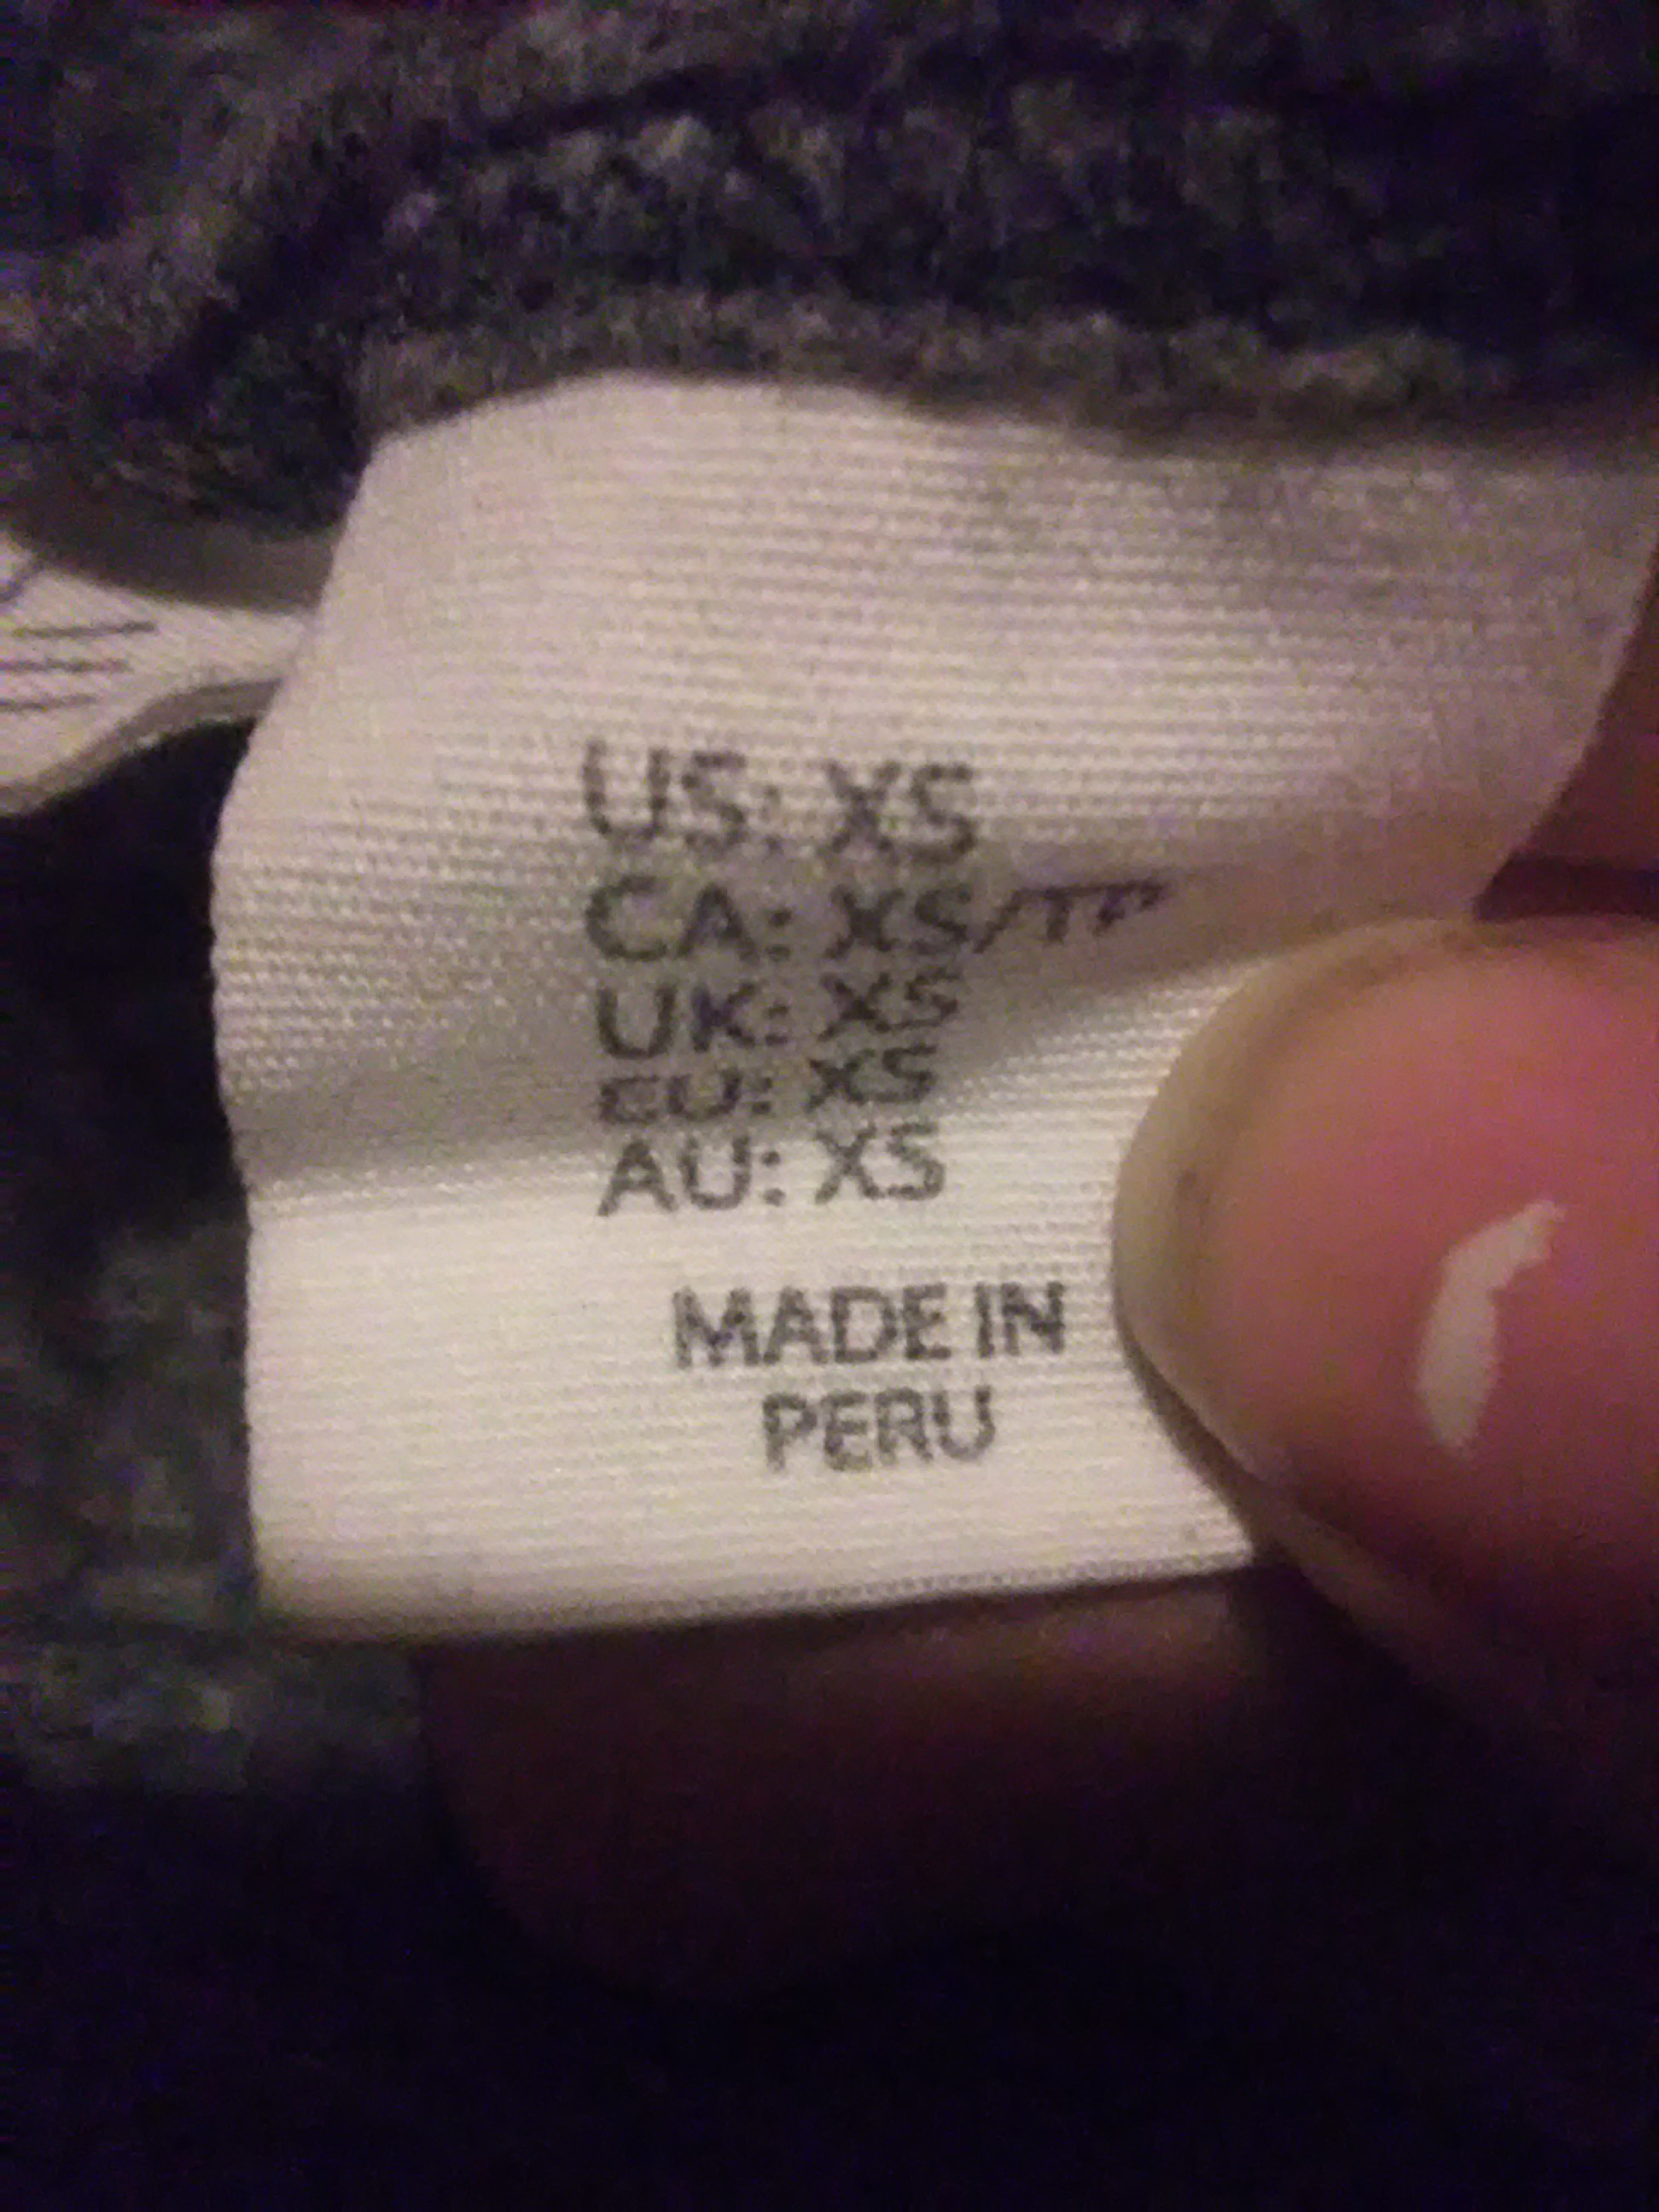 US: XS
CA: XS/TP
UK: XS
EU: XS
AU: XS
MADE IN
PERU